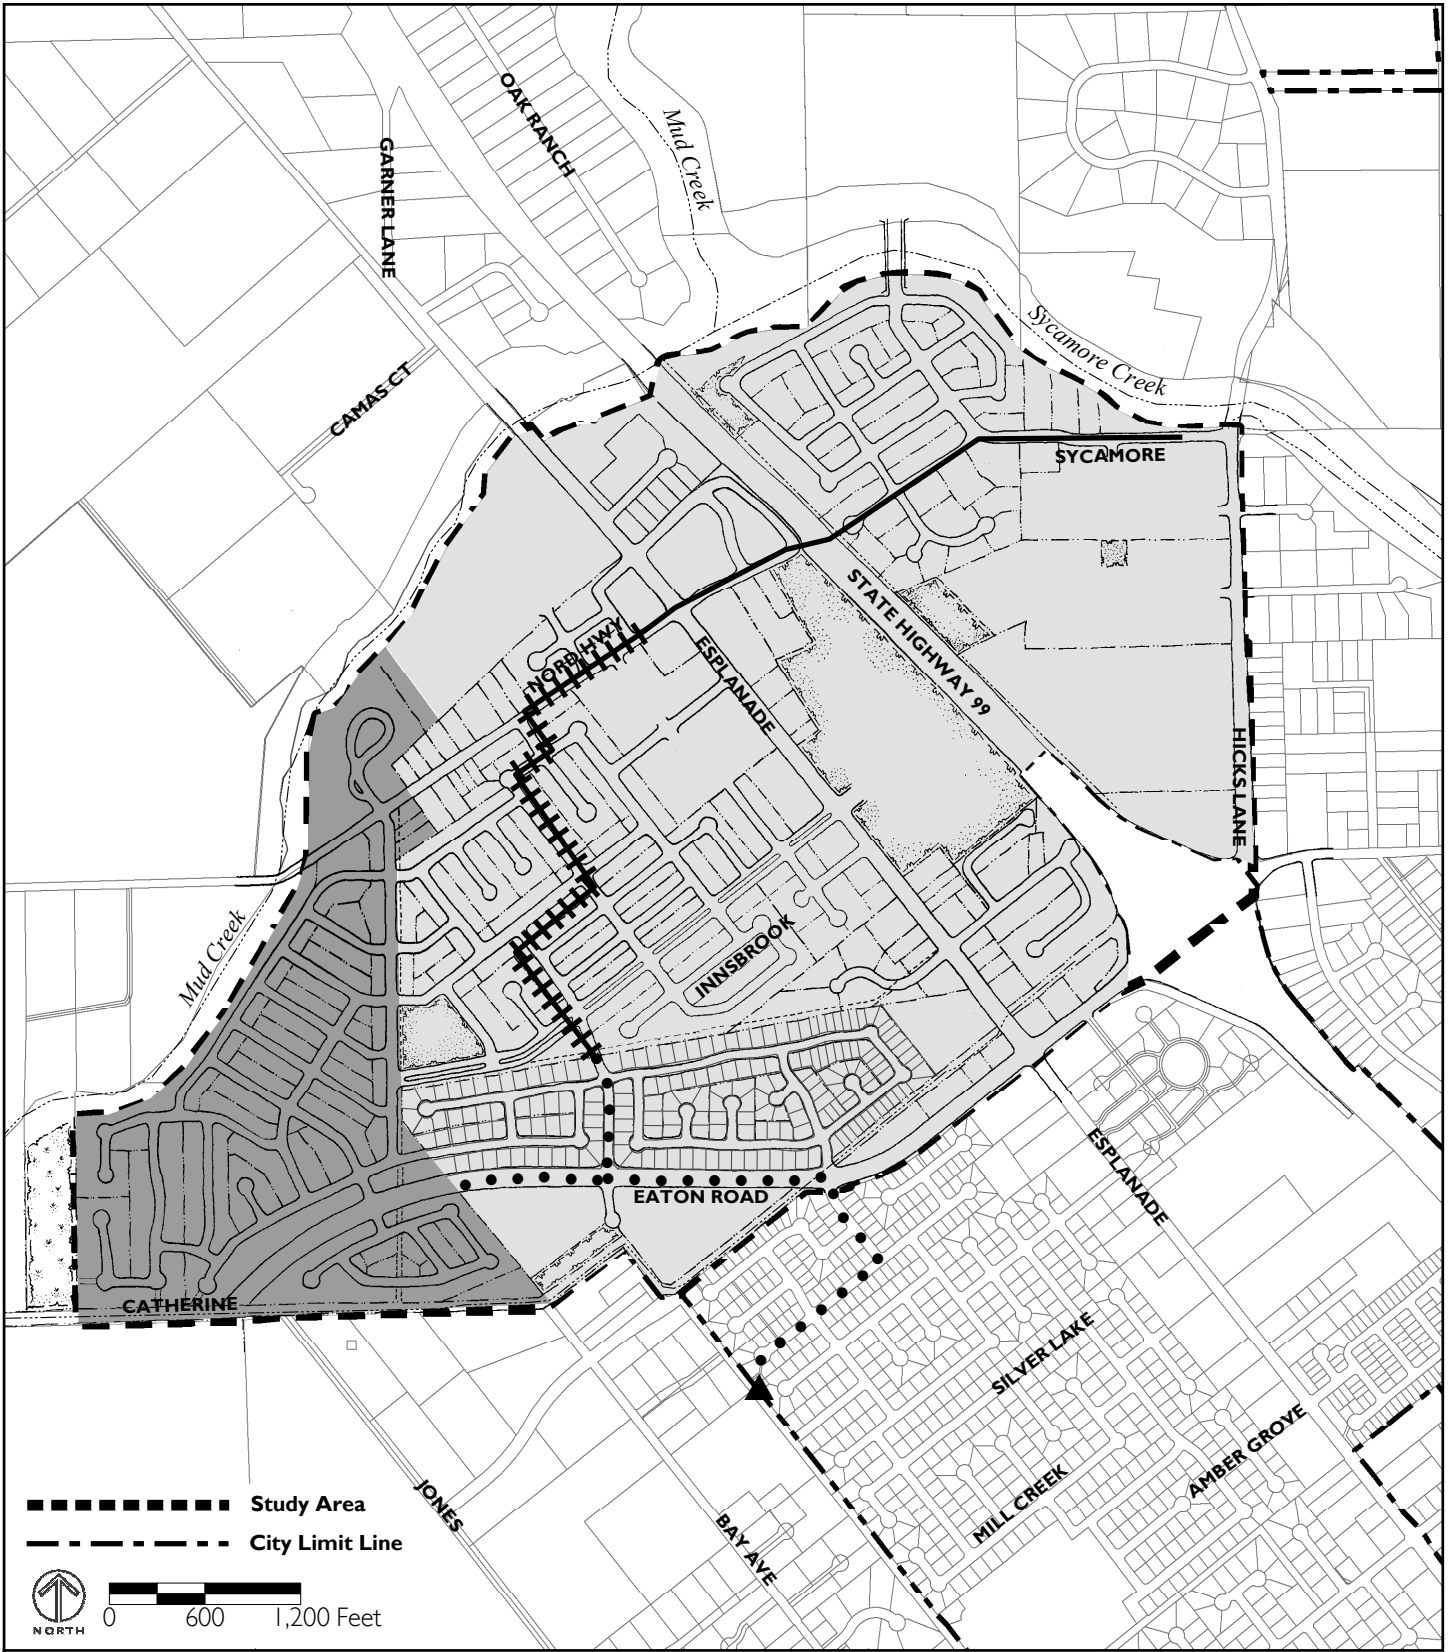 OAK RANCH
Mud Creek
GARNER LANE
Sycamore Creek
CAMAS CT
SYCAMORE
STATE HIGHWAY 99
NORD HWY
ESPLANADE
HICKS LANE
Mud Creek
INNSBROOK
ESPLANADE
EATON ROAD
CATHERINE
SILVER LAKE
AMBER GROVE
MILL CREEK
JONES
BAY AVE
Study Area
City Limit Line
NORTH
0 600 1,200 Feet